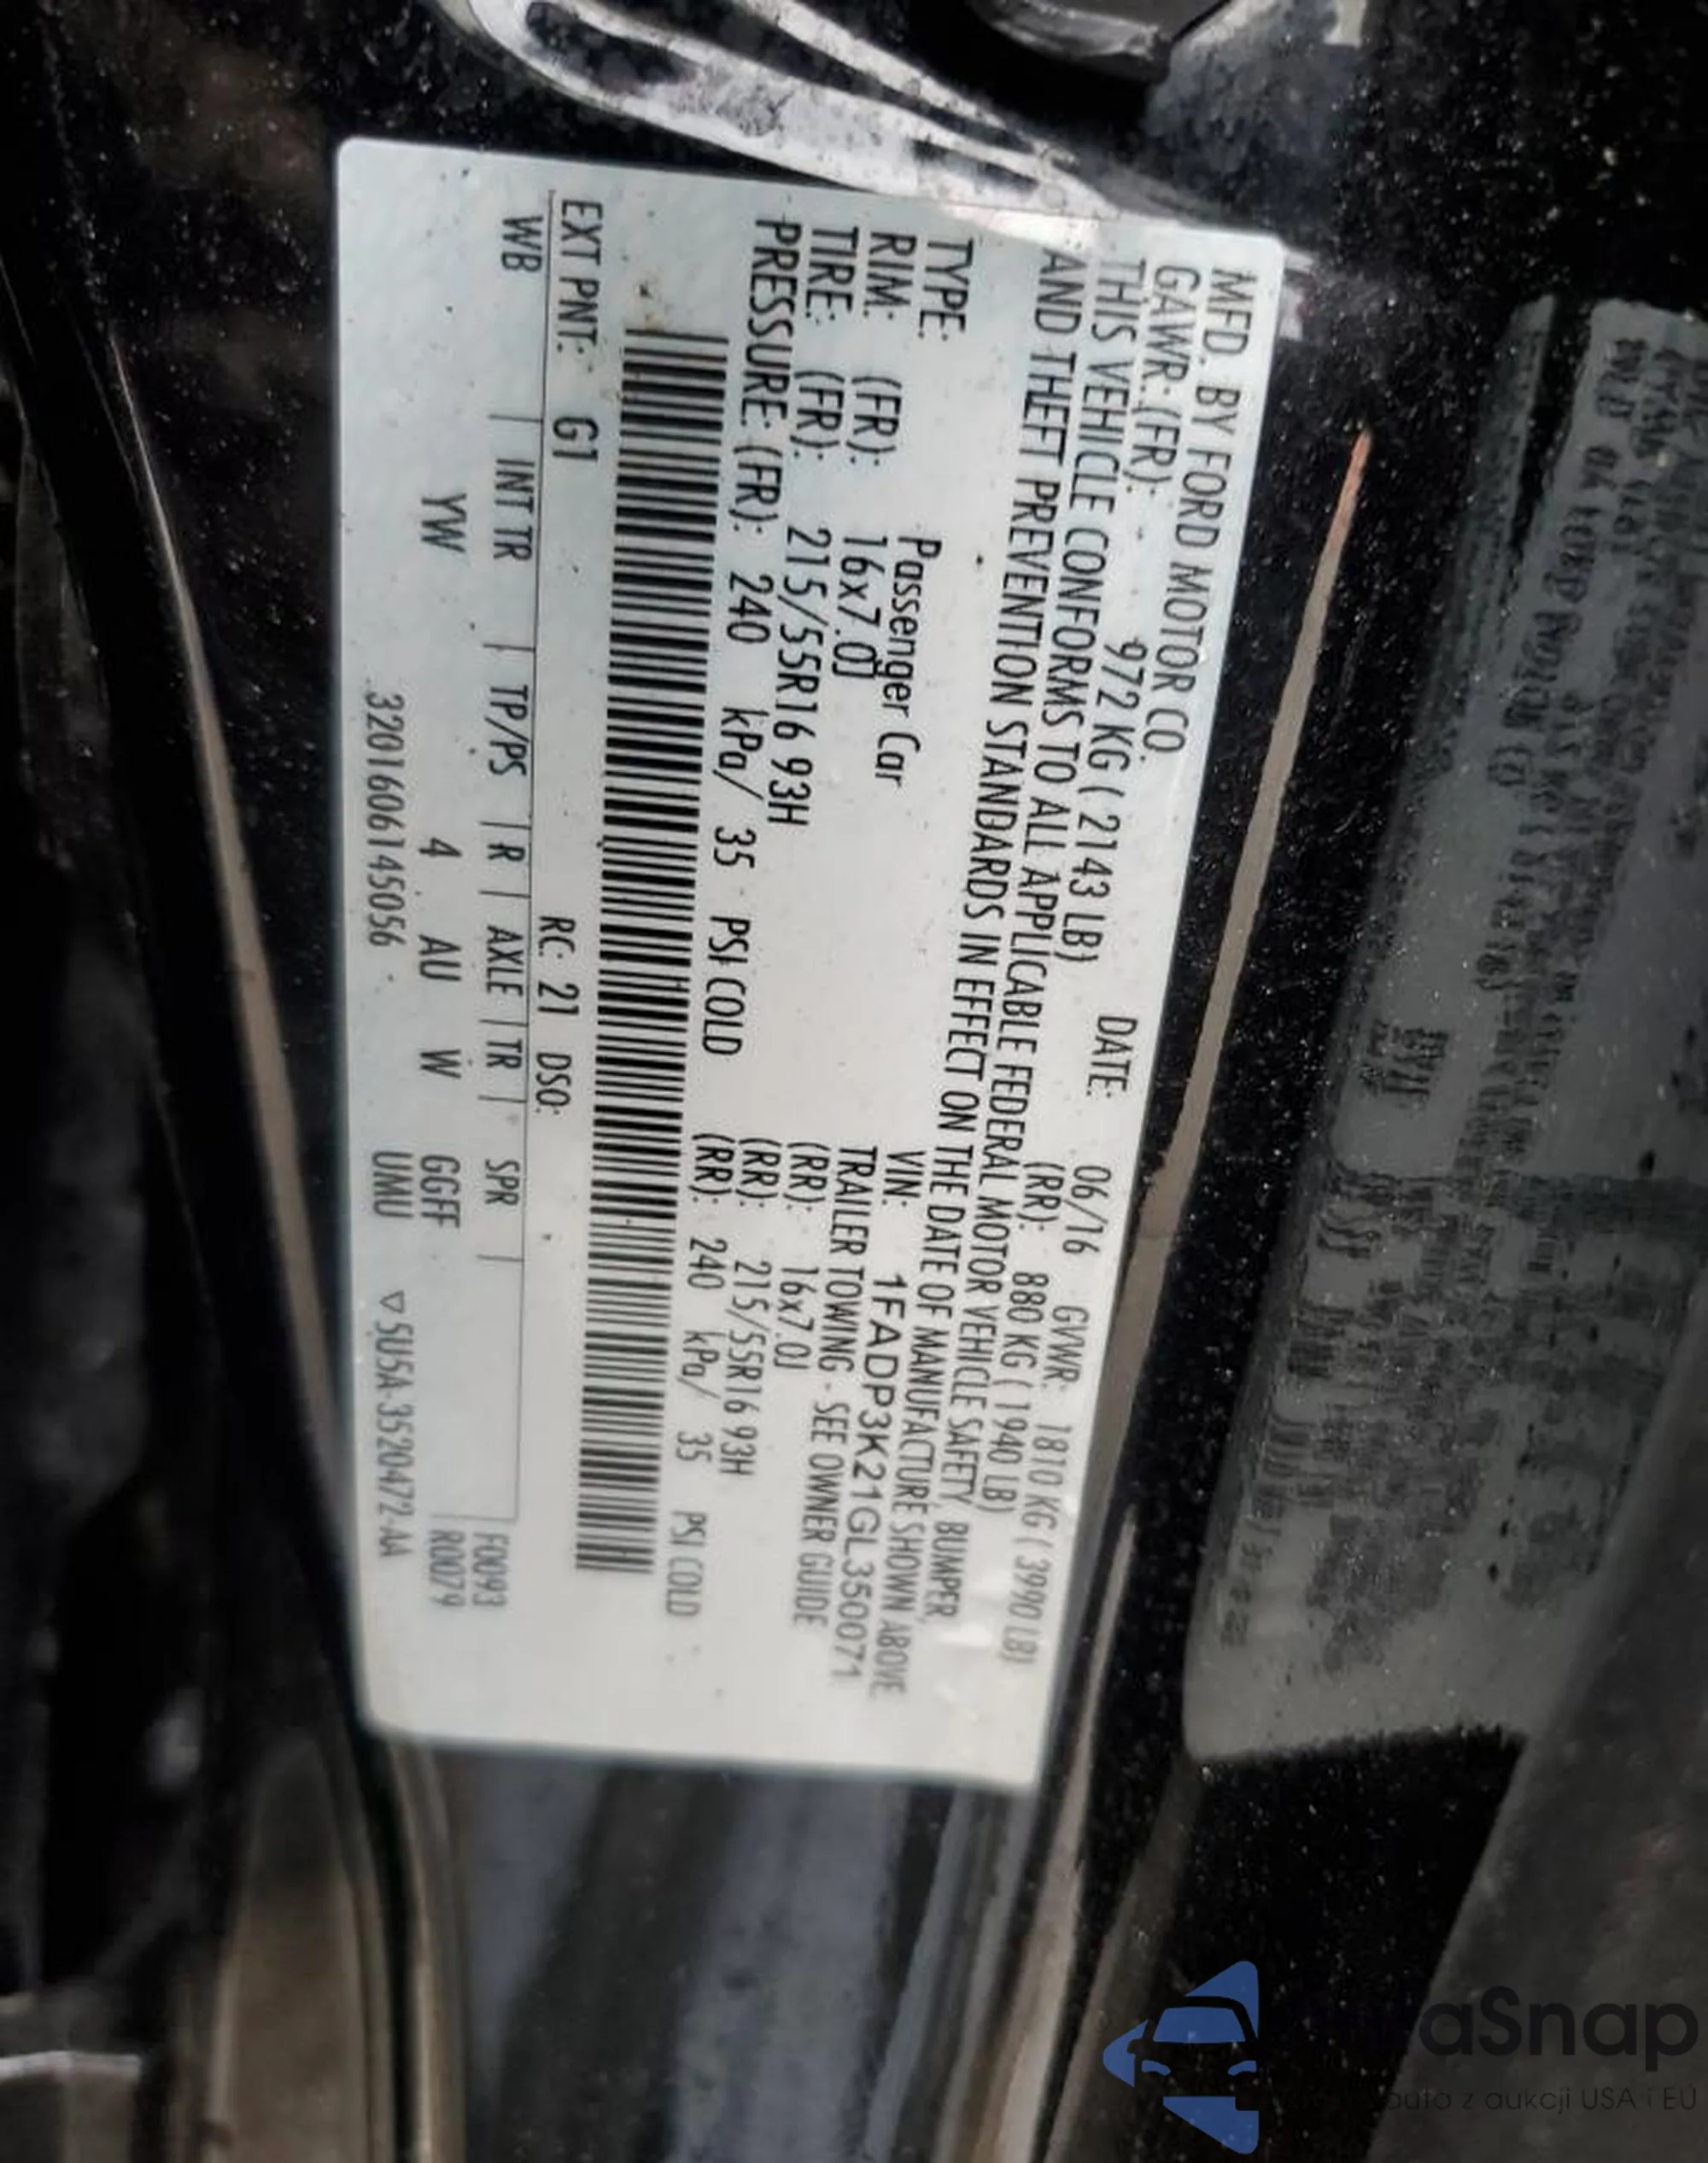 MFD. BY FORD MOTOR CO.
DATE: 06/16 GVWR: 1810 KG ( 3990 LB)
GAWR: (FR): 972 KG ( 2143 LB) (RR): 880 KG ( 1940 LB)
THIS VEHICLE CONFORMS TO ALL APPLICABLE FEDERAL MOTOR VEHICLE SAFETY, BUMPER,
AND THEFT PREVENTION STANDARDS IN EFFECT ON THE DATE OF MANUFACTURE SHOWN ABOVE.
VIN: 1FADP3K21GL350071
TYPE: Passenger Car TRAILER TOWING - SEE OWNER GUIDE
RIM: (FR): 16x7.0J (RR): 16x7.0J
TIRE: (FR): 215/55R16 93H (RR): 215/55R16 93H
PRESSURE: (FR): 240 kPa/ 35 PSI COLD (RR): 240 kPa/ 35 PSI COLD
EXT PNT: G1 RC: 21 DSO:
WB | INT TR | TP/PS | R | AXLE | TR | SPR | F0093
YW 4 AU W GGFF R0079
3201606145056 UMU ▽ 5U5A 3520472-AA
aSnap
auta z aukcji USA i EU